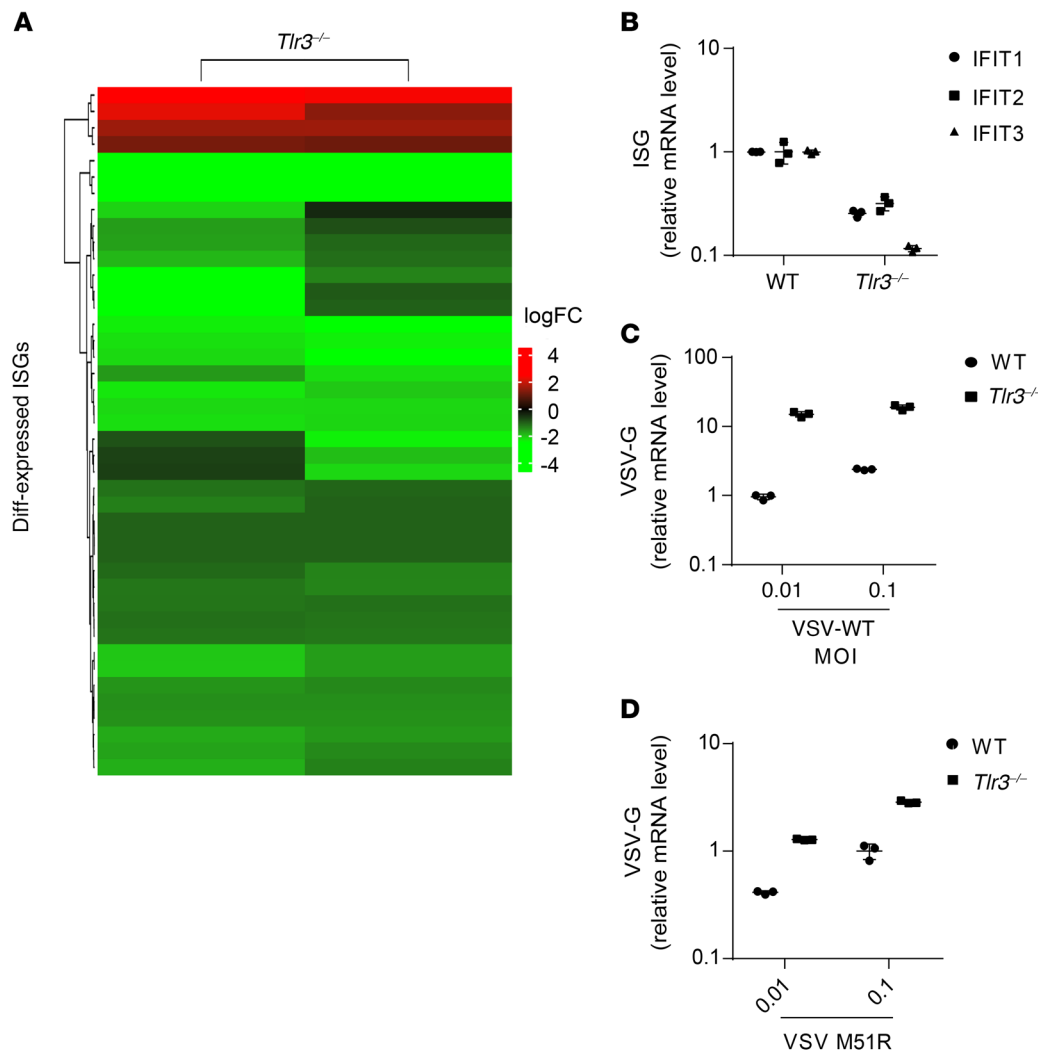 A
Tlr3–/–
Diff-expressed ISGs
logFC
4
2
0
-2
-4
B
ISG
(relative mRNA level)
10
1
0.1
WT
Tlr3–/–
IFIT1
IFIT2
IFIT3
C
VSV-G
(relative mRNA level)
100
10
1
0.1
0.01
0.1
VSV-WT
MOI
WT
Tlr3–/–
D
VSV-G
(relative mRNA level)
10
1
0.1
0.01
0.1
VSV M51R
WT
Tlr3–/–